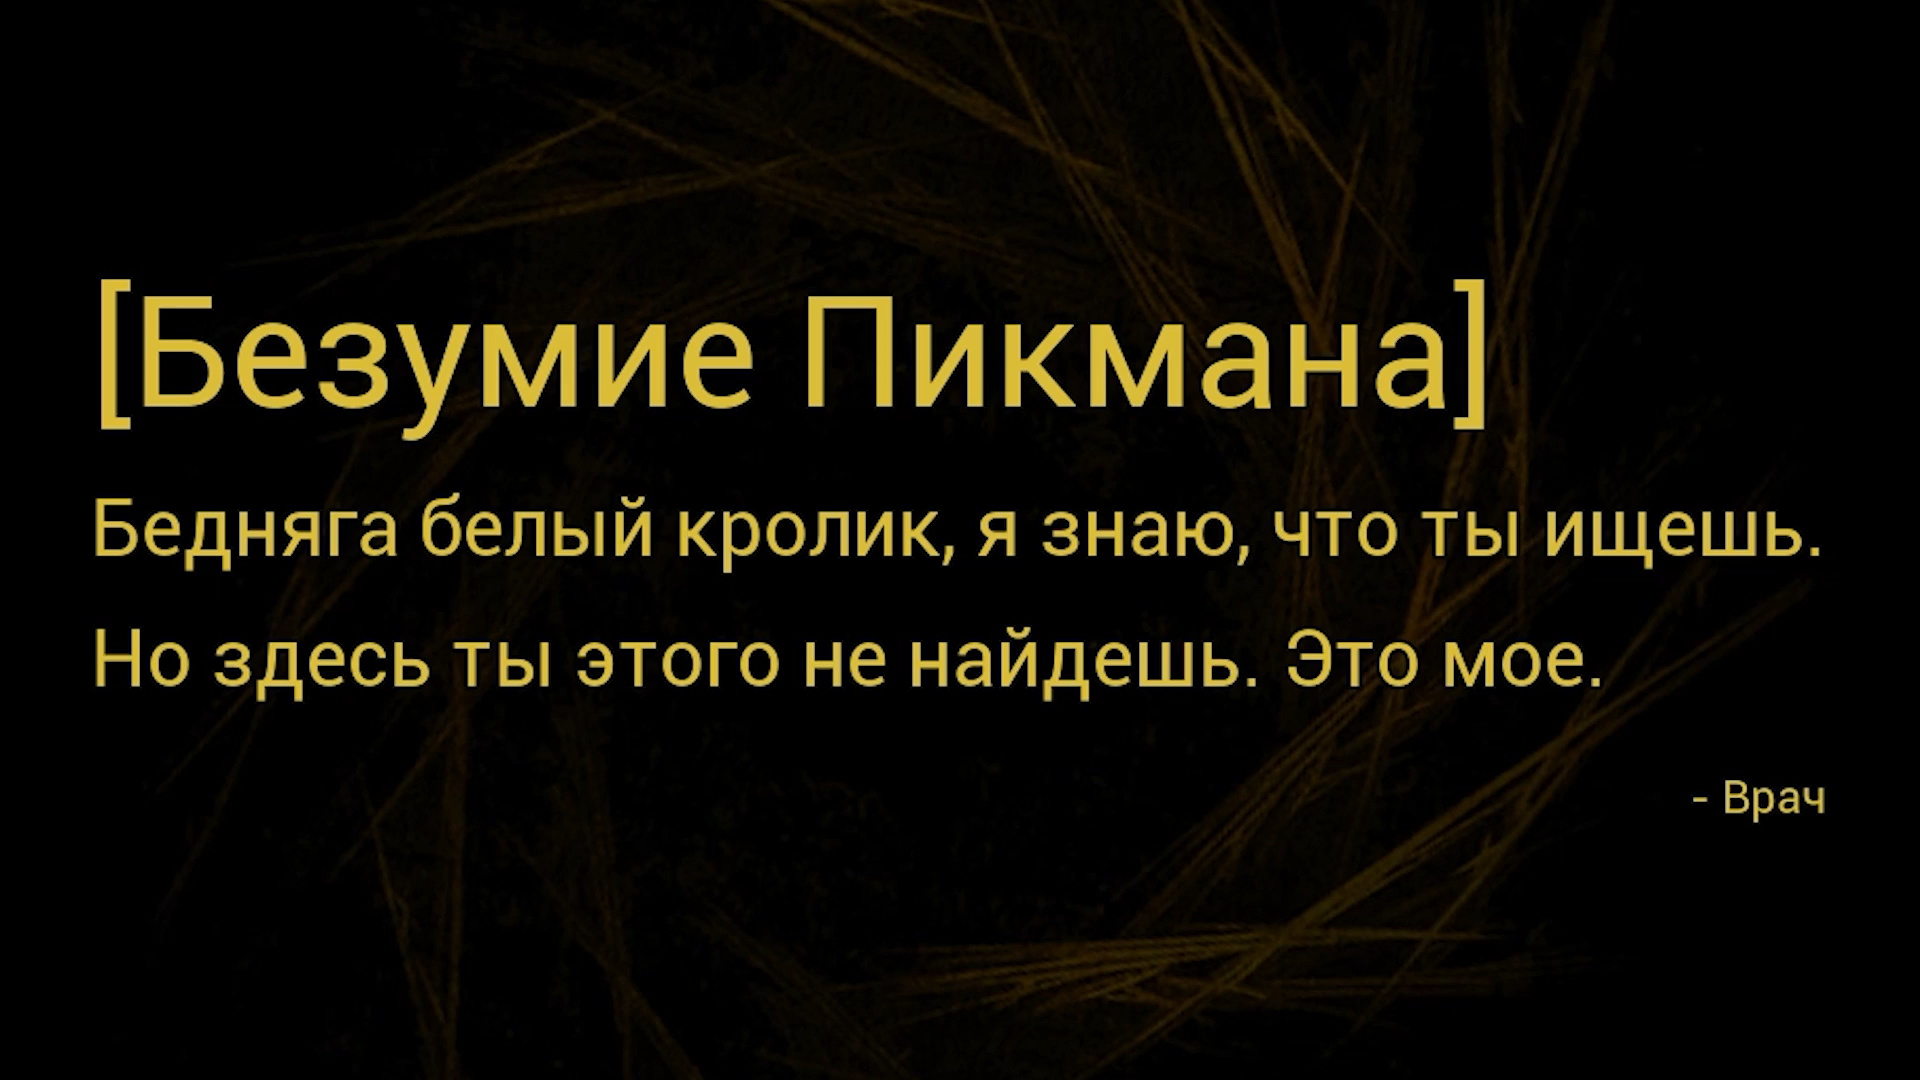 [Безумие Пикмана]
Бедняга белый кролик, я знаю, что ты ищешь.
Но здесь ты этого не найдешь. Это мое.
- Врач